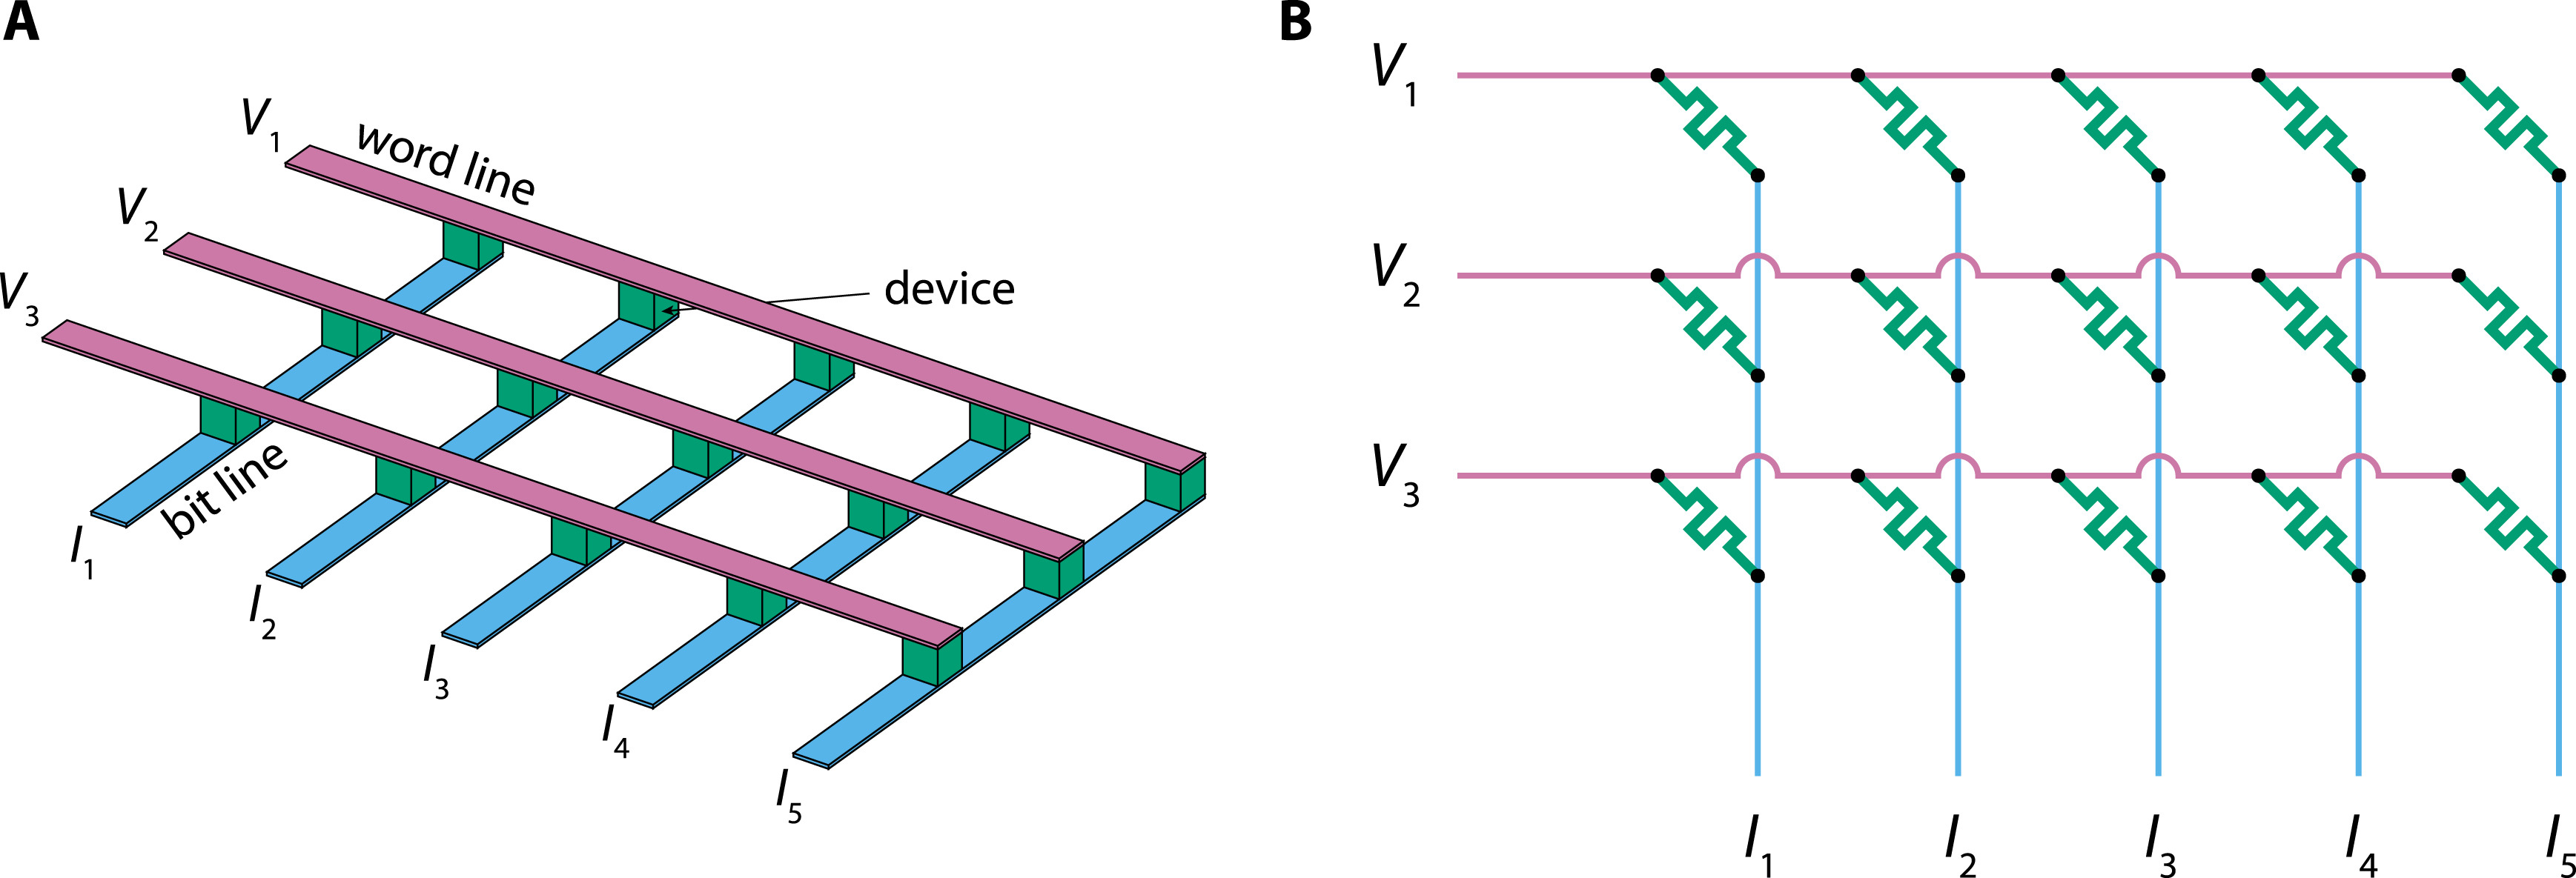 A
V1
word line
V2
V3
device
bit line
I1
I2
I3
I4
I5
B
V1
V2
V3
I1
I2
I3
I4
I5